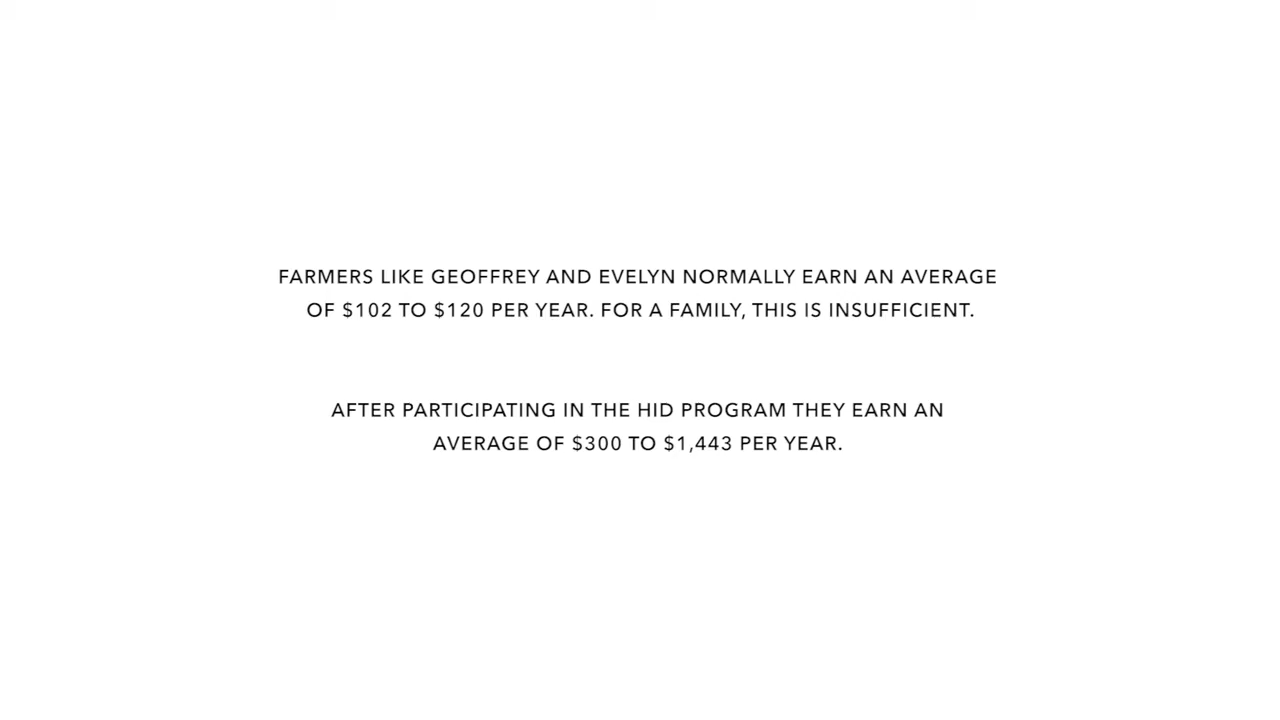 FARMERS LIKE GEOFFREY AND EVELYN NORMALLY EARN AN AVERAGE
OF $102 TO $120 PER YEAR. FOR A FAMILY, THIS IS INSUFFICIENT.
AFTER PARTICIPATING IN THE HID PROGRAM THEY EARN AN
AVERAGE OF $300 TO $1,443 PER YEAR.